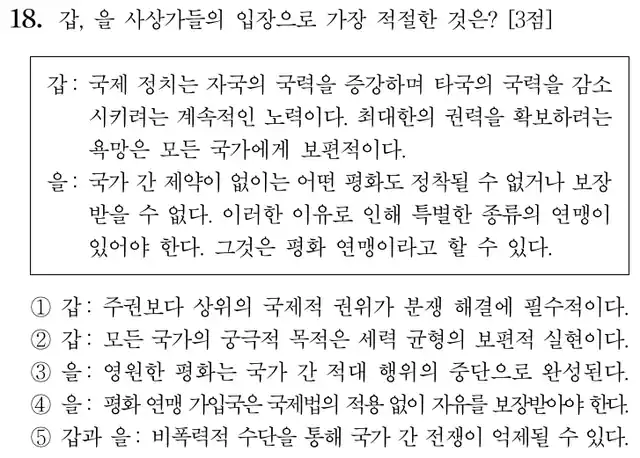 18. 갑, 을 사상가들의 입장으로 가장 적절한 것은? [3점]
갑: 국제 정치는 자국의 국력을 증강하며 타국의 국력을 감소
시키려는 계속적인 노력이다. 최대한의 권력을 확보하려는
욕망은 모든 국가에게 보편적이다.
을: 국가 간 제약이 없이는 어떤 평화도 정착될 수 없거나 보장
받을 수 없다. 이러한 이유로 인해 특별한 종류의 연맹이
있어야 한다. 그것은 평화 연맹이라고 할 수 있다.
① 갑: 주권보다 상위의 국제적 권위가 분쟁 해결에 필수적이다.
② 갑: 모든 국가의 궁극적 목적은 세력 균형의 보편적 실현이다.
③ 을: 영원한 평화는 국가 간 적대 행위의 중단으로 완성된다.
④ 을: 평화 연맹 가입국은 국제법의 적용 없이 자유를 보장받아야 한다.
⑤ 갑과 을: 비폭력적 수단을 통해 국가 간 전쟁이 억제될 수 있다.